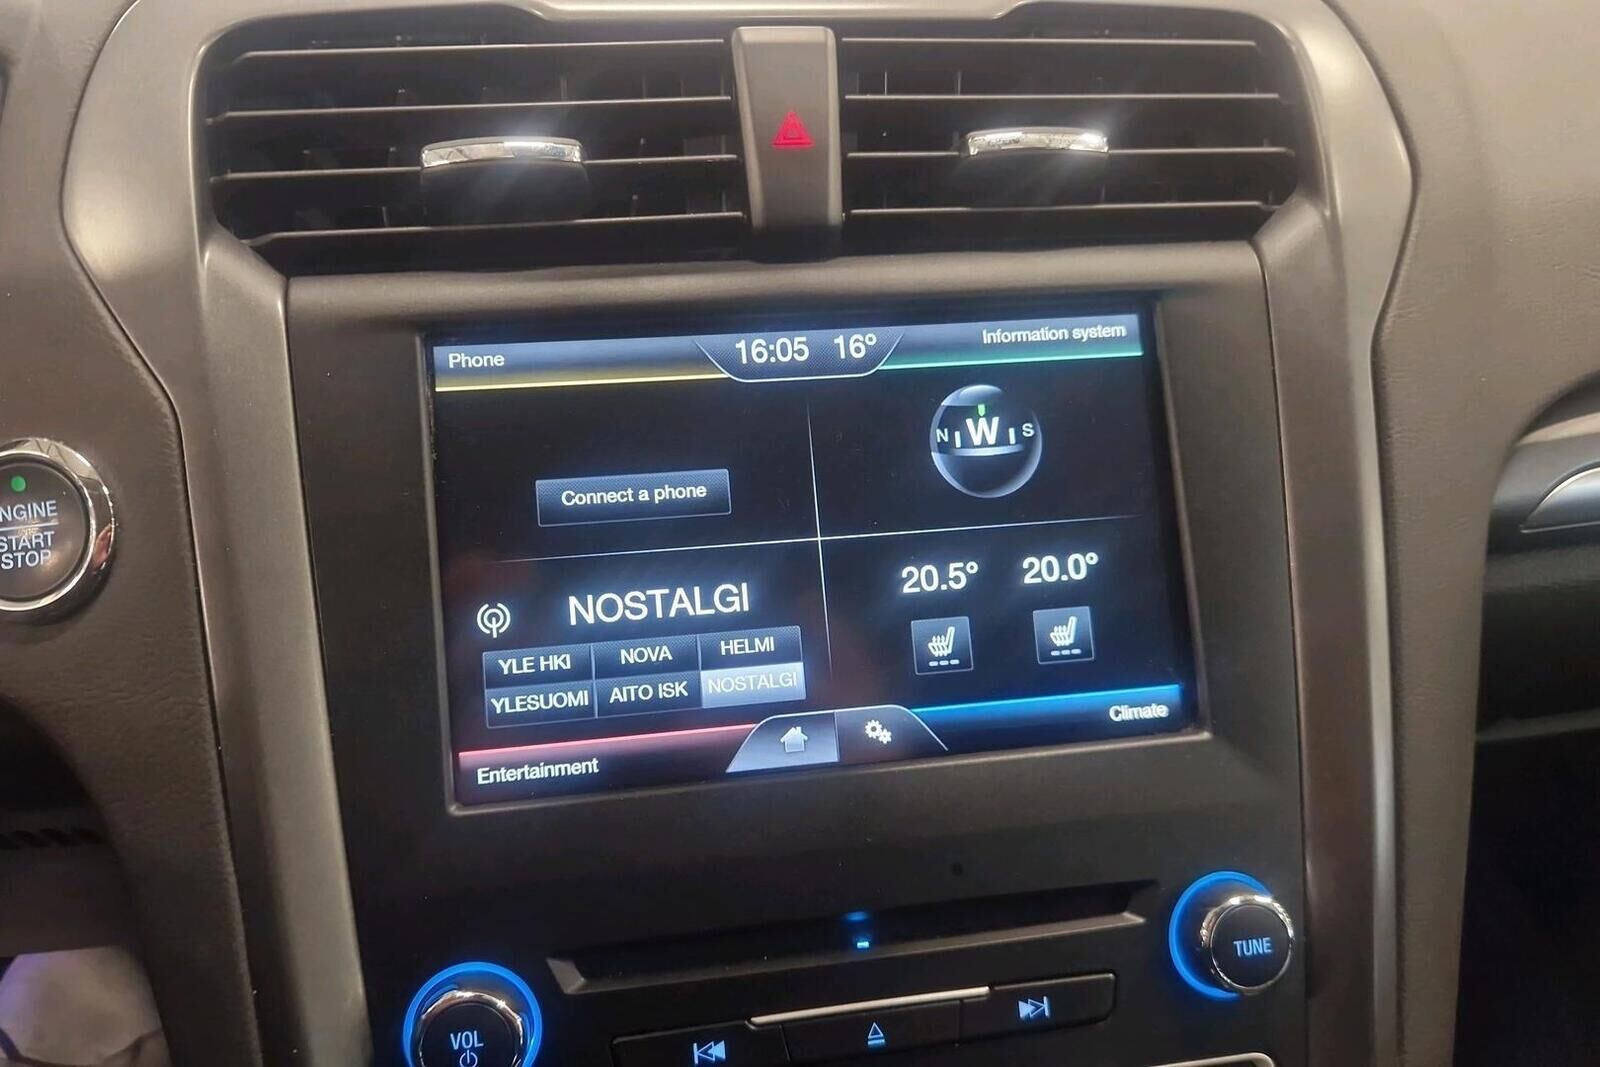 Phone
16:05 16°
Information system
N W S
Connect a phone
20.5° 20.0°
NOSTALGI
YLE HKI NOVA HELMI
YLESUOMI AITO ISK NOSTALGI
Entertainment
Climate
ENGINE
START
STOP
TUNE
VOL